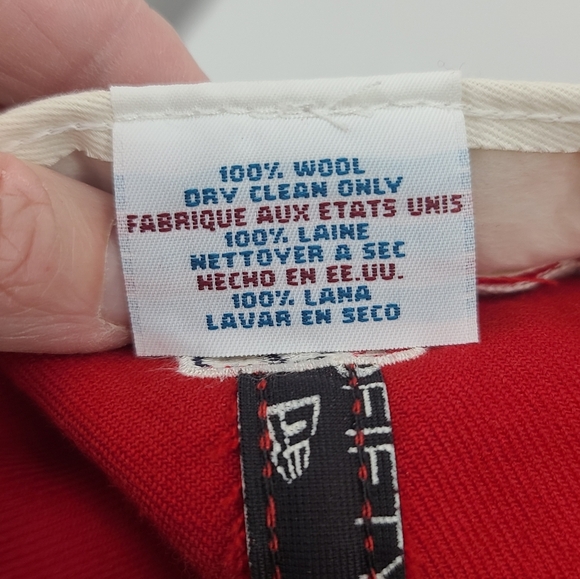 100% WOOL
DRY CLEAN ONLY
FABRIQUE AUX ETATS UNIS
100% LAINE
NETTOYER A SEC
HECHO EN EE.UU.
100% LANA
LAVAR EN SECO